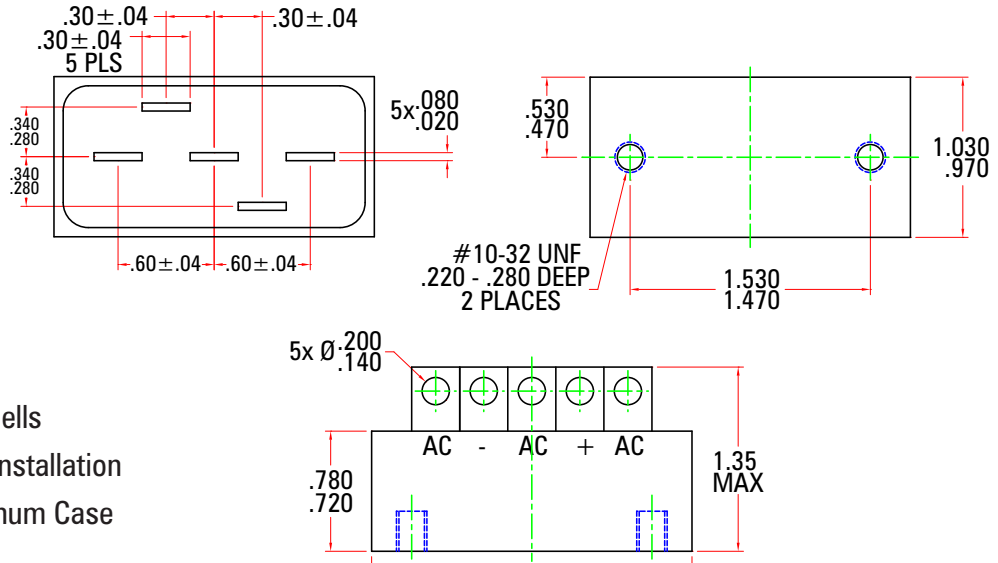 .30±.04
.30±.04
.30±.04
5 PLS
.340
.280
.340
.280
5x .080
.020
.60±.04
.60±.04
.530
.470
1.030
.970
#10-32 UNF
.220 - .280 DEEP
2 PLACES
1.530
1.470
5x Ø .200
.140
AC - AC + AC
.780
.720
1.35
MAX
ells
nstallation
num Case